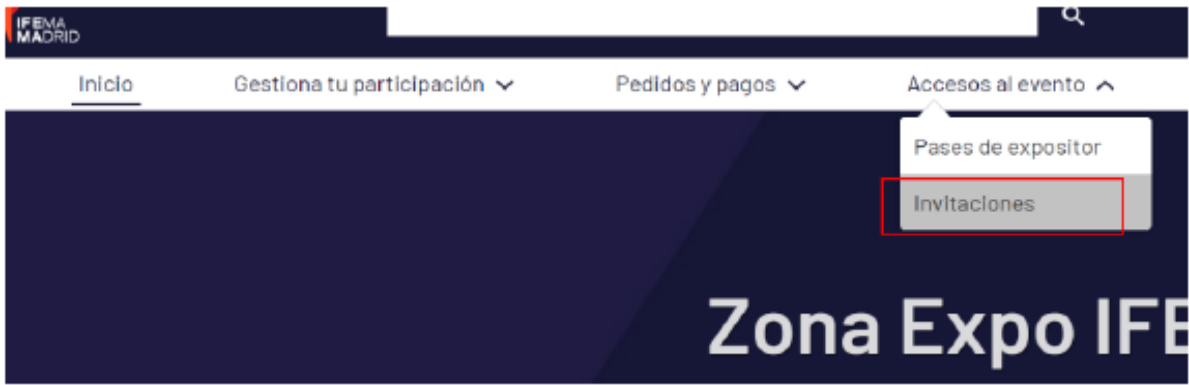 IFEMA
MADRID
Inicio Gestiona tu participación Pedidos y pagos Accesos al evento
Pases de expositor
Invitaciones
Zona Expo IFE